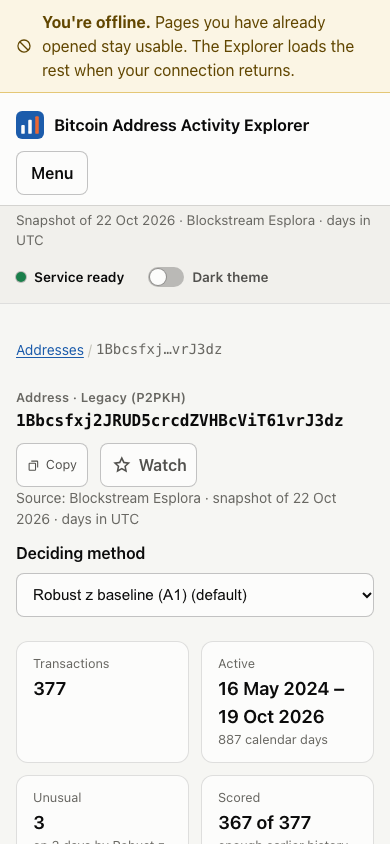 You're offline. Pages you have already
opened stay usable. The Explorer loads the
rest when your connection returns.
Bitcoin Address Activity Explorer
Menu
Snapshot of 22 Oct 2026 · Blockstream Esplora · days in
UTC
Service ready
Dark theme
Addresses / 1Bbcsfxj…vrJ3dz
Address · Legacy (P2PKH)
1Bbcsfxj2JRUD5crcdZVHBcViT61vrJ3dz
Copy
Watch
Source: Blockstream Esplora · snapshot of 22 Oct
2026 · days in UTC
Deciding method
Robust z baseline (A1) (default)
Transactions
377
Active
16 May 2024 –
19 Oct 2026
887 calendar days
Unusual
3
Scored
367 of 377